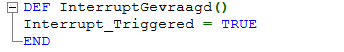 DEF InterruptGevraagd()
Interrupt_Triggered = TRUE
END